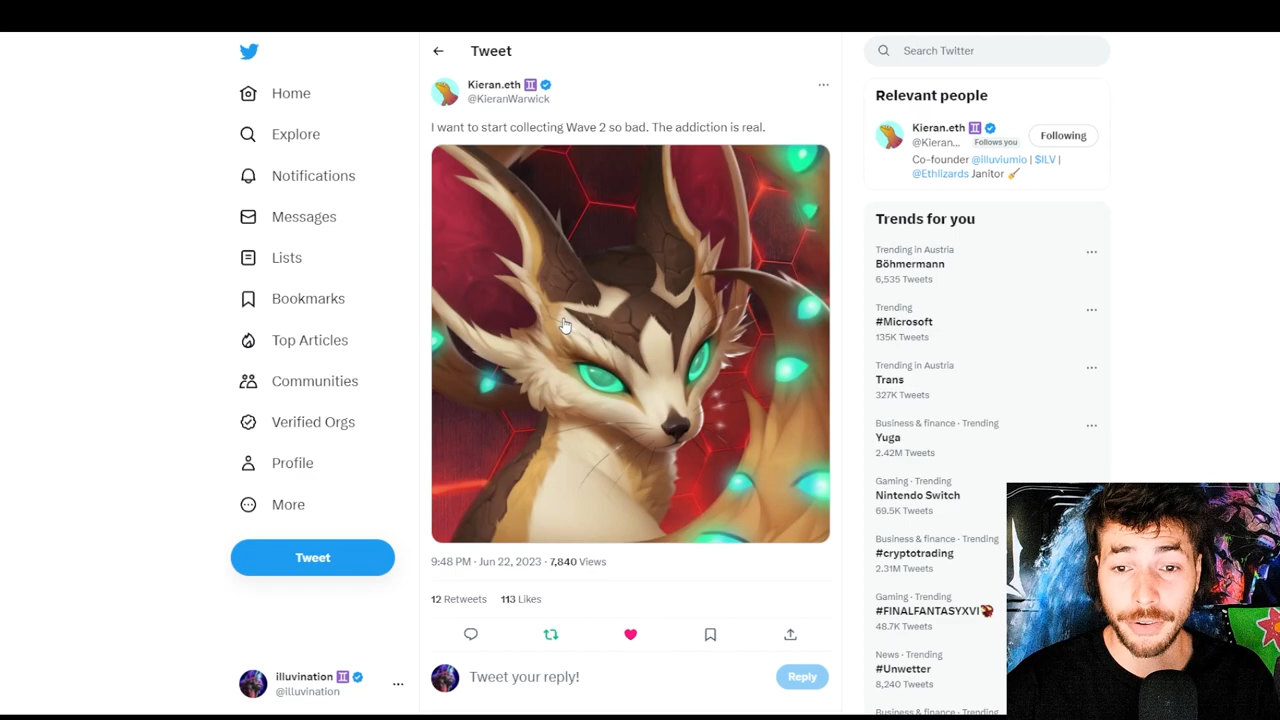 Home
Explore
Notifications
Messages
Lists
Bookmarks
Top Articles
Communities
Verified Orgs
Profile
More
Tweet
illuvination
@illuvination
Tweet
Kieran.eth
@KieranWarwick
I want to start collecting Wave 2 so bad. The addiction is real.
9:48 PM · Jun 22, 2023 · 7,840 Views
12 Retweets 113 Likes
Tweet your reply!
Reply
Search Twitter
Relevant people
Kieran.eth
@Kieran... Follows you
Following
Co-founder @illuviumio | $ILV |
@Ethlizards Janitor
Trends for you
Trending in Austria
Böhmermann
6,535 Tweets
Trending
#Microsoft
135K Tweets
Trending in Austria
Trans
327K Tweets
Business & finance · Trending
Yuga
2.42M Tweets
Gaming · Trending
Nintendo Switch
69.5K Tweets
Business & finance · Trending
#cryptotrading
2.31M Tweets
Gaming · Trending
#FINALFANTASYXVI
48.7K Tweets
News · Trending
#Unwetter
8,240 Tweets
Business & finance · Trending